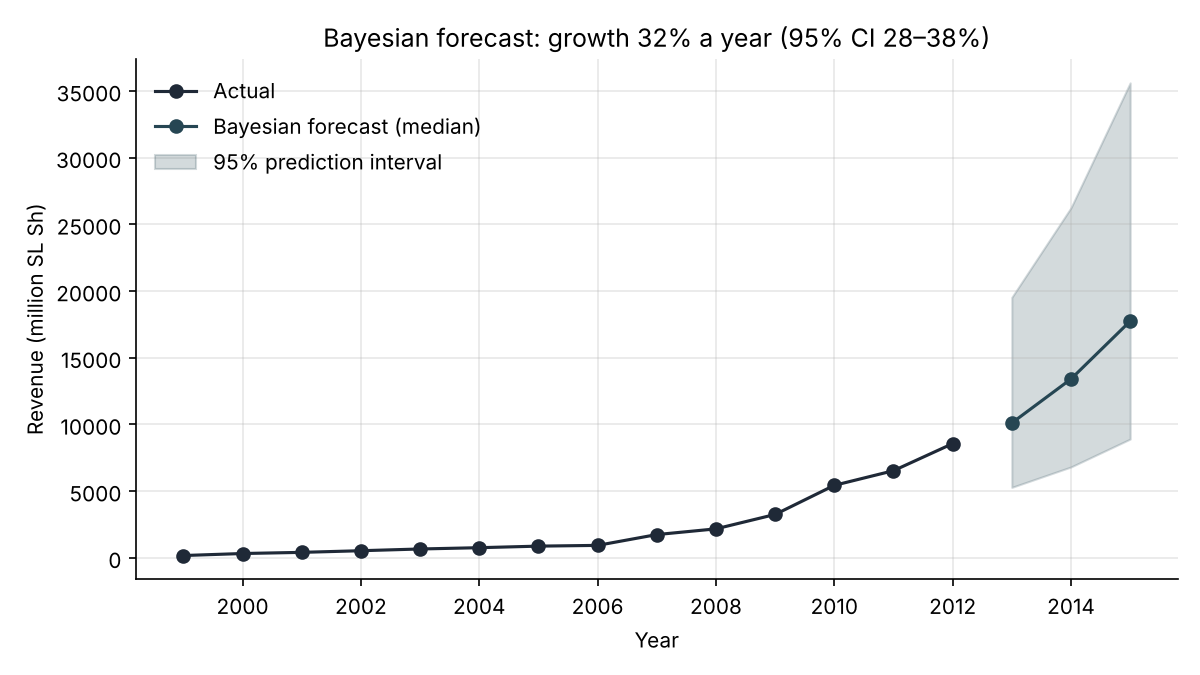 Bayesian forecast: growth 32% a year (95% CI 28–38%)
Actual
Bayesian forecast (median)
95% prediction interval
Revenue (million SL Sh)
35000
30000
25000
20000
15000
10000
5000
0
2000 2002 2004 2006 2008 2010 2012 2014
Year